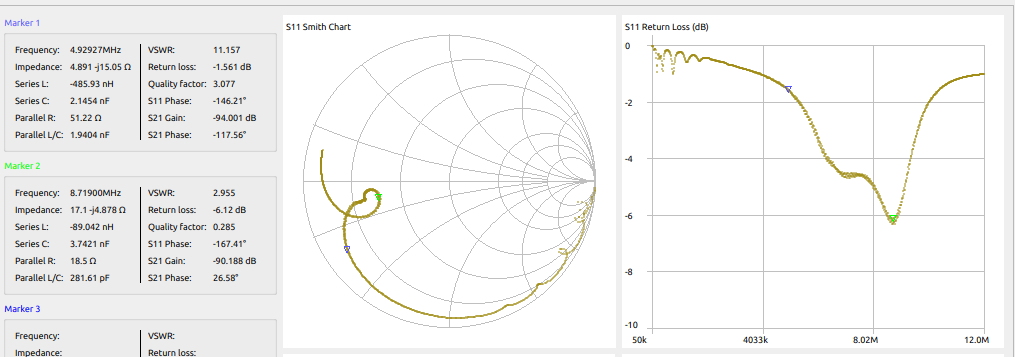 Marker 1
Frequency: 4.92927MHz VSWR: 11.157
Impedance: 4.891 -j15.05 Ω Return loss: -1.561 dB
Series L: -485.93 nH Quality factor: 3.077
Series C: 2.1454 nF S11 Phase: -146.21°
Parallel R: 51.22 Ω S21 Gain: -94.001 dB
Parallel L/C: 1.9404 nF S21 Phase: -117.56°
Marker 2
Frequency: 8.71900MHz VSWR: 2.955
Impedance: 17.1 -j4.878 Ω Return loss: -6.12 dB
Series L: -89.042 nH Quality factor: 0.285
Series C: 3.7421 nF S11 Phase: -167.41°
Parallel R: 18.5 Ω S21 Gain: -90.188 dB
Parallel L/C: 281.61 pF S21 Phase: 26.58°
Marker 3
Frequency: VSWR:
Impedance: Return loss:
S11 Smith Chart
S11 Return Loss (dB)
0
-2
-4
-6
-8
-10
50k 4033k 8.02M 12.0M